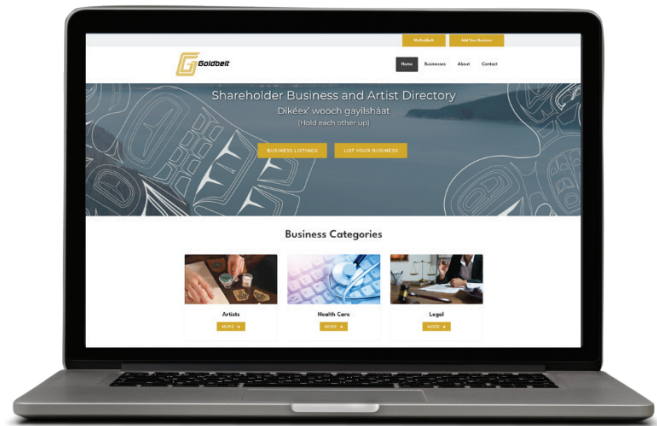 MyGoldbelt
Add Your Business
Goldbelt
Home
Businesses
About
Contact
Shareholder Business and Artist Directory
Dikéex' wooch gayilshàat
(Hold each other up)
BUSINESS LISTINGS
LIST YOUR BUSINESS
Business Categories
Artists
Health Care
Legal
MORE
MORE
MORE